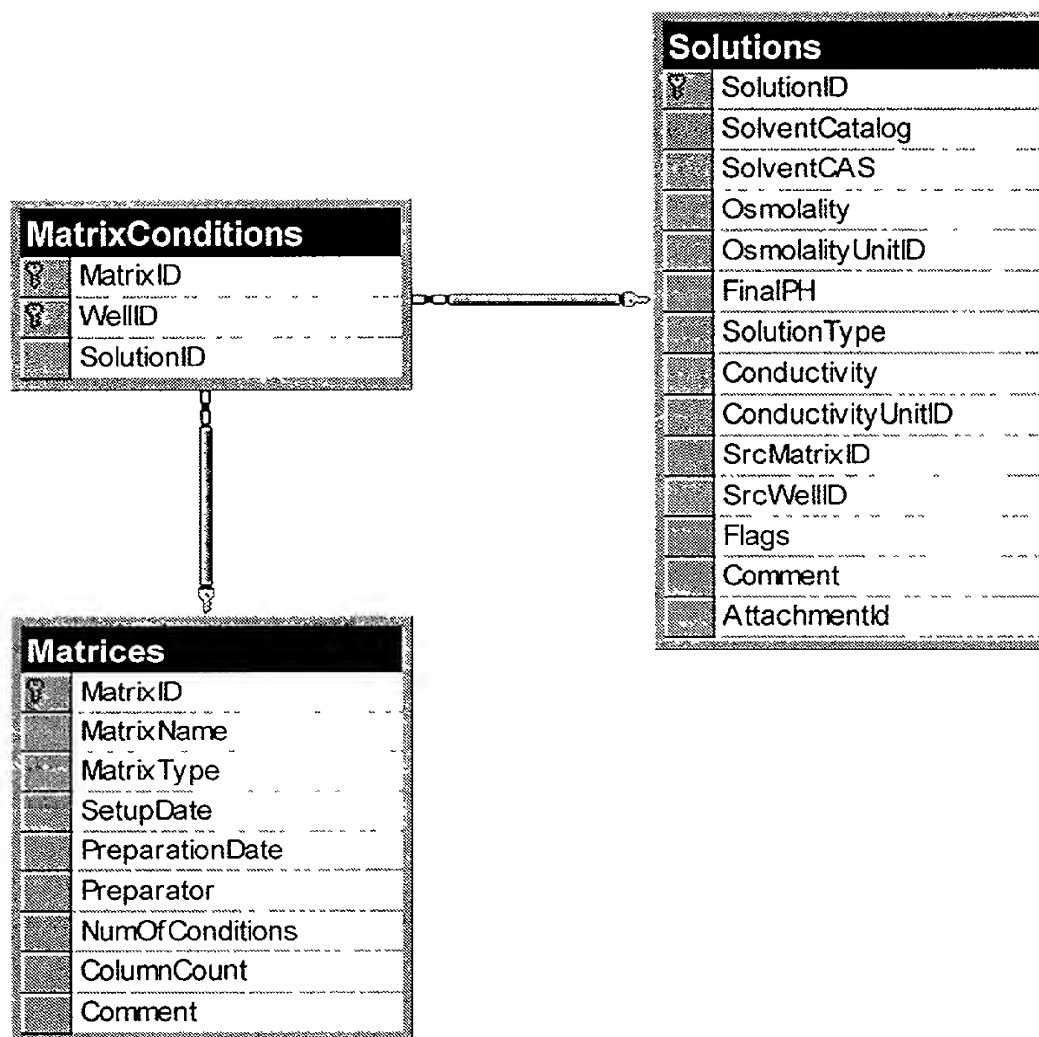 Solutions
SolutionID
SolventCatalog
SolventCAS
Osmolality
OsmolalityUnitID
FinalPH
SolutionType
Conductivity
ConductivityUnitID
SrcMatrixID
SrcWellID
Flags
Comment
AttachmentId
MatrixConditions
MatrixID
WellID
SolutionID
Matrices
MatrixID
MatrixName
MatrixType
SetupDate
PreparationDate
Preparator
NumOfConditions
ColumnCount
Comment